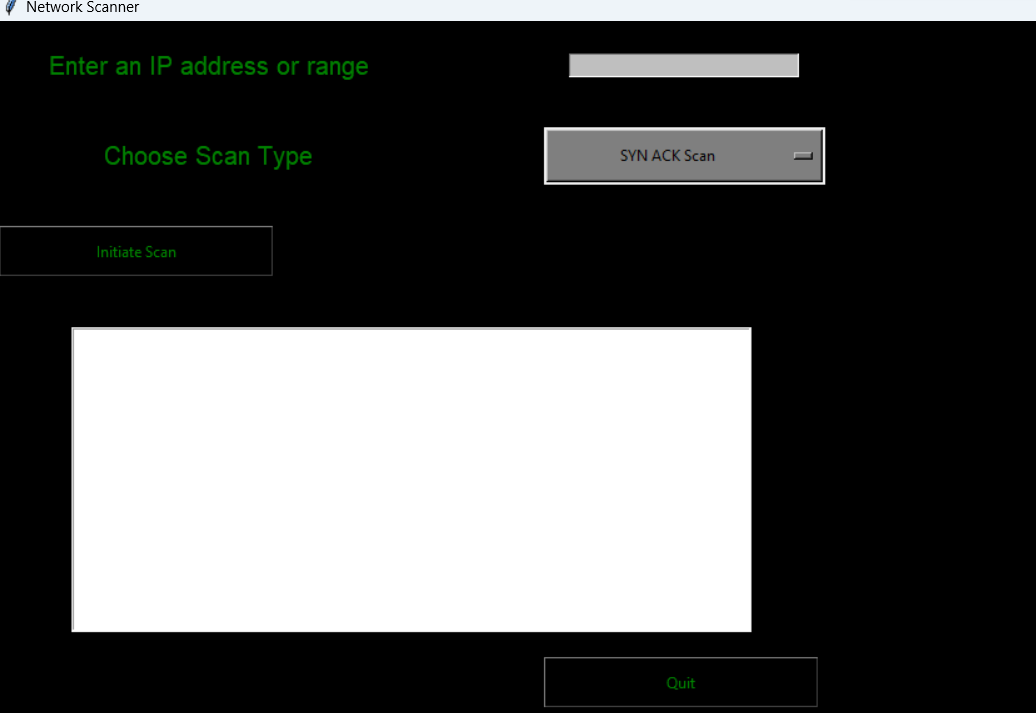 Network Scanner
Enter an IP address or range
Choose Scan Type
SYN ACK Scan
Initiate Scan
Quit